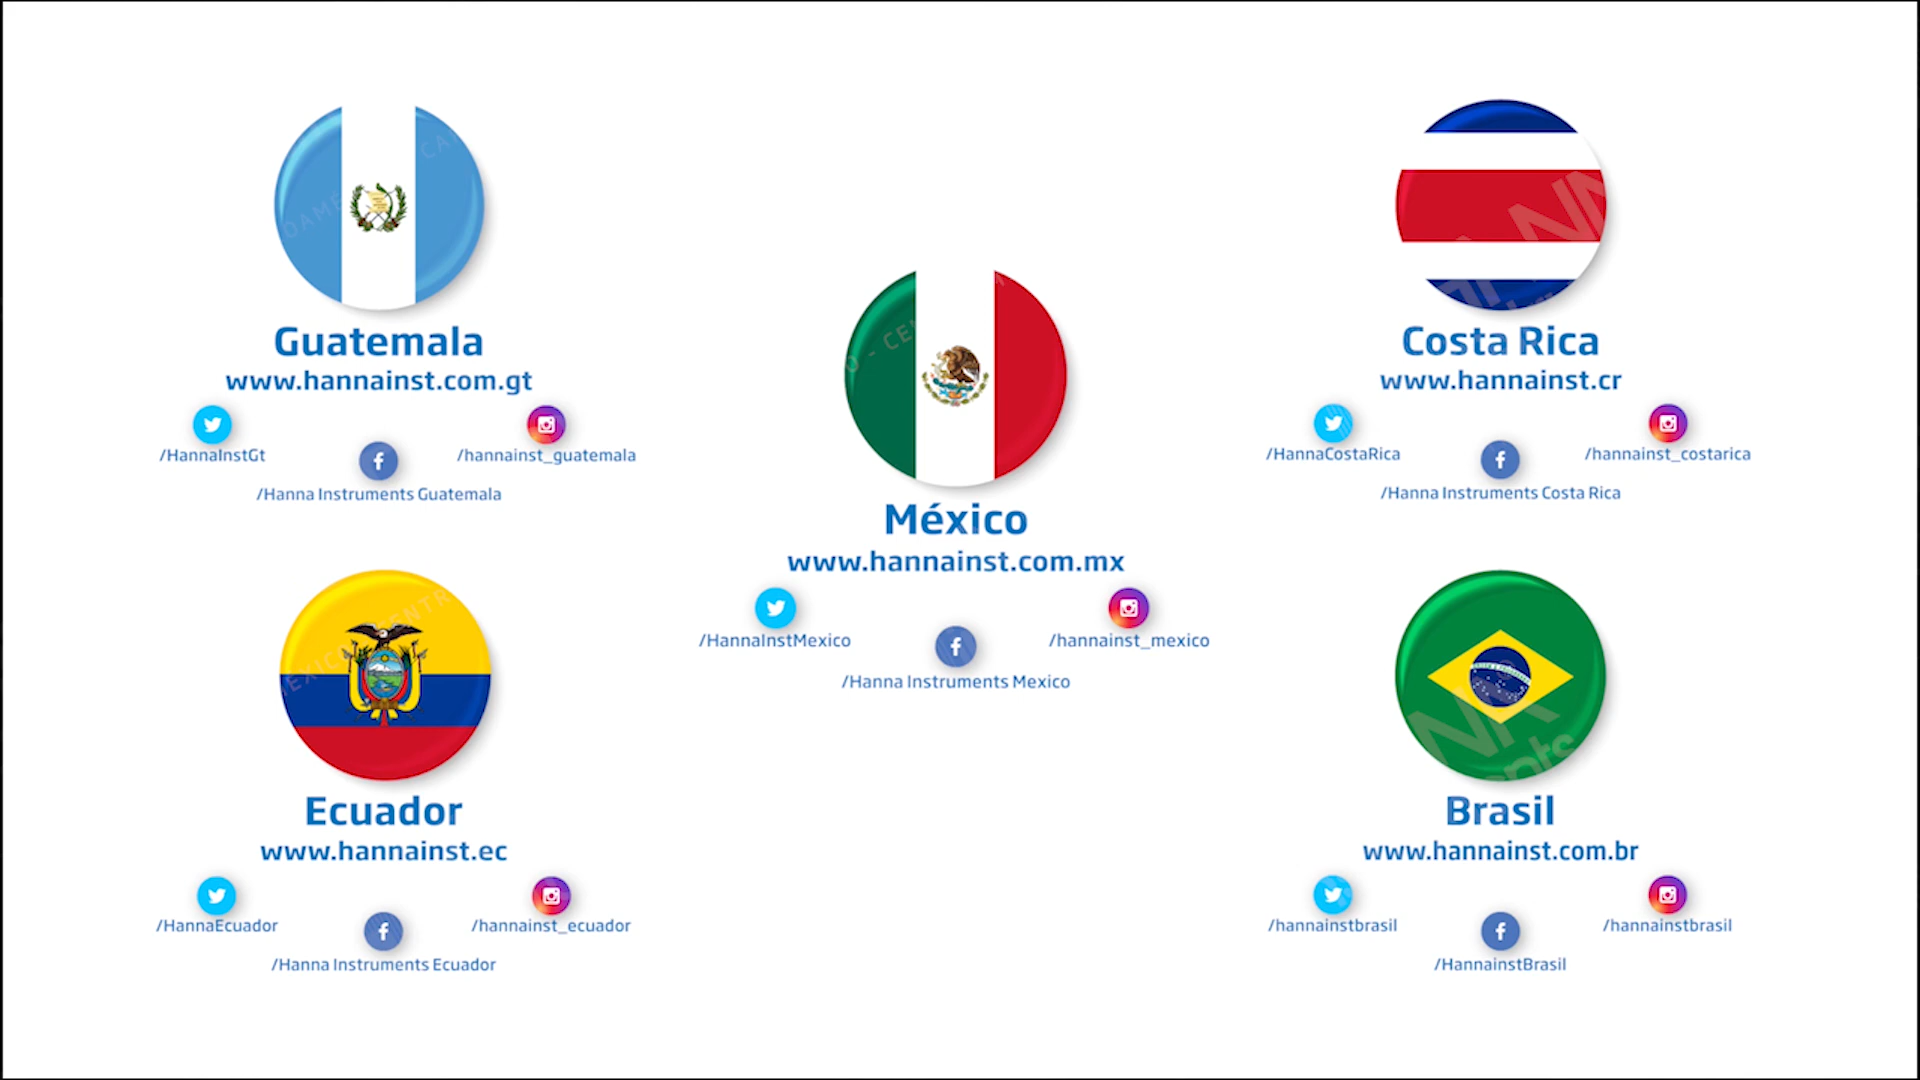 Guatemala
www.hannainst.com.gt
/HannaInstGt
/hannainst_guatemala
/Hanna Instruments Guatemala
México
www.hannainst.com.mx
/HannaInstMexico
/hannainst_mexico
/Hanna Instruments Mexico
Costa Rica
www.hannainst.cr
/HannaCostaRica
/hannainst_costarica
/Hanna Instruments Costa Rica
Ecuador
www.hannainst.ec
/HannaEcuador
/hannainst_ecuador
/Hanna Instruments Ecuador
Brasil
www.hannainst.com.br
/hannainstbrasil
/hannainstbrasil
/HannainstBrasil